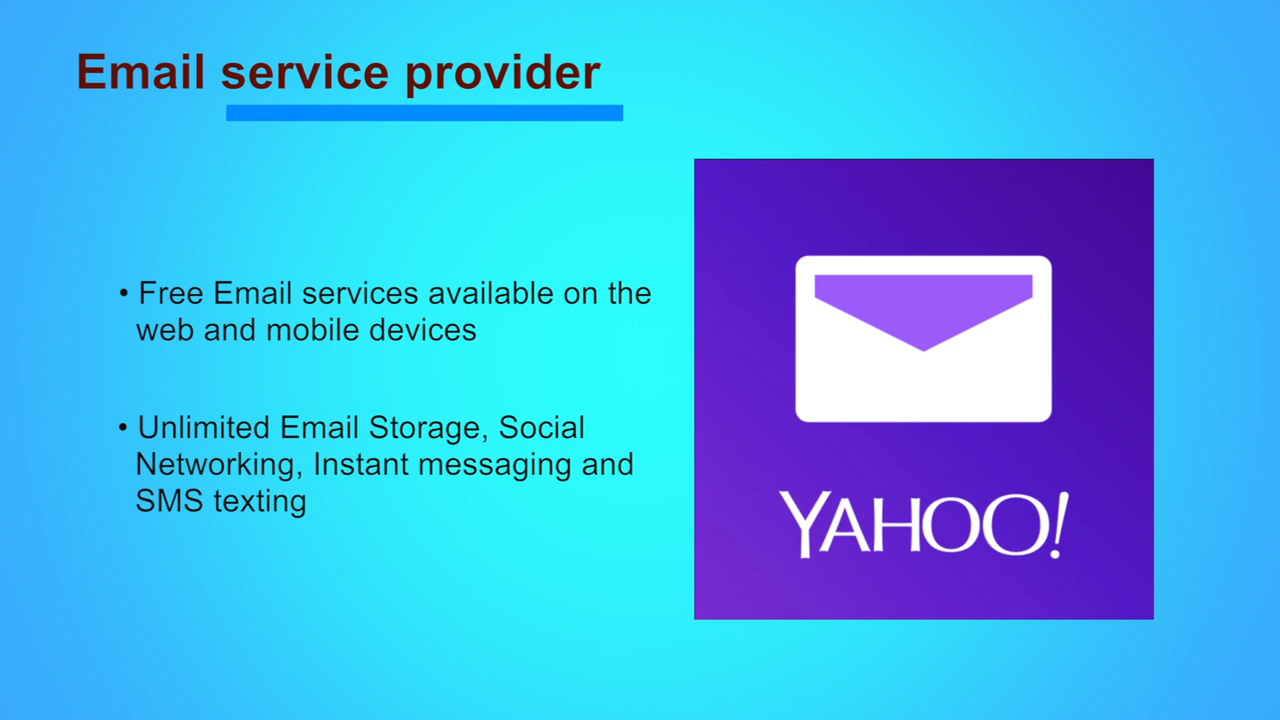 Email service provider
• Free Email services available on the
web and mobile devices
• Unlimited Email Storage, Social
Networking, Instant messaging and
SMS texting
YAHOO!